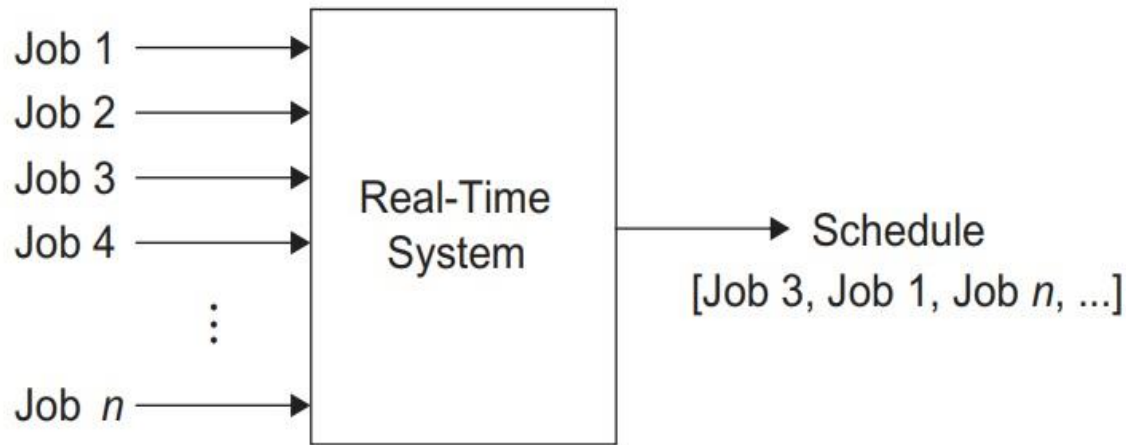 Job 1
Job 2
Job 3
Job 4
⋮
Job n
Real-Time
System
Schedule
[Job 3, Job 1, Job n, ...]